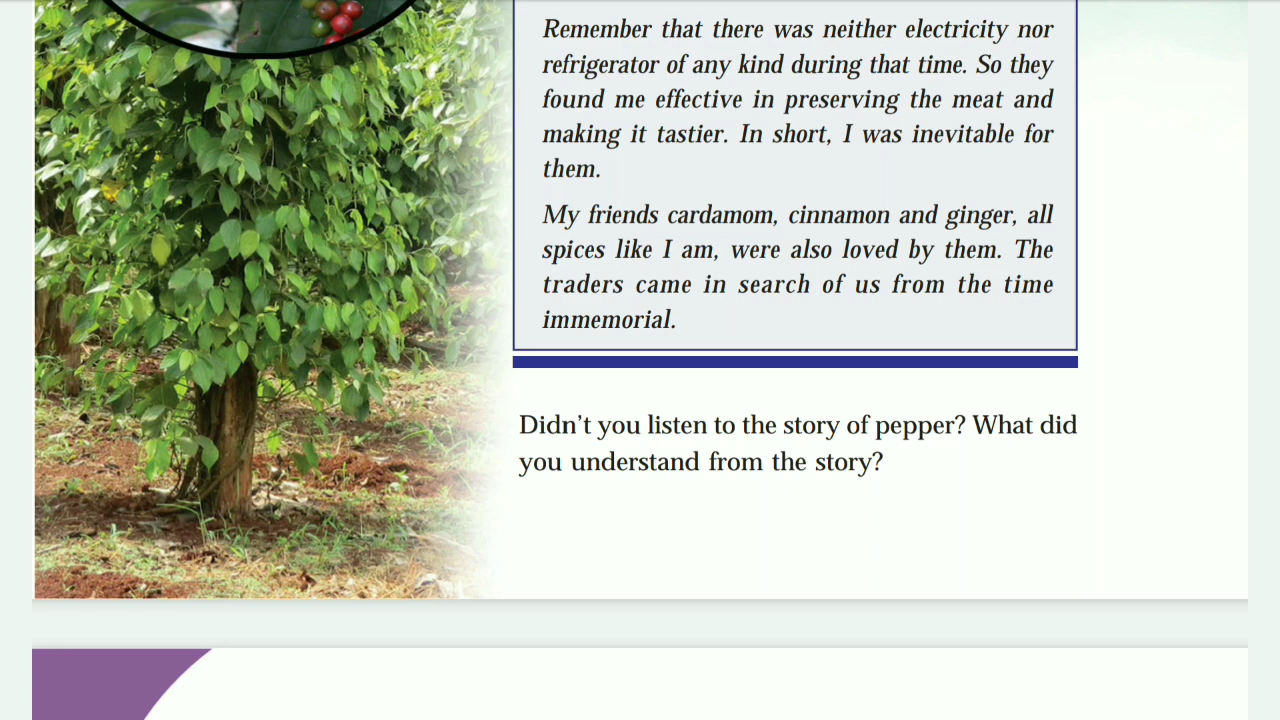 Remember that there was neither electricity nor
refrigerator of any kind during that time. So they
found me effective in preserving the meat and
making it tastier. In short, I was inevitable for
them.
My friends cardamom, cinnamon and ginger, all
spices like I am, were also loved by them. The
traders came in search of us from the time
immemorial.
Didn't you listen to the story of pepper? What did
you understand from the story?